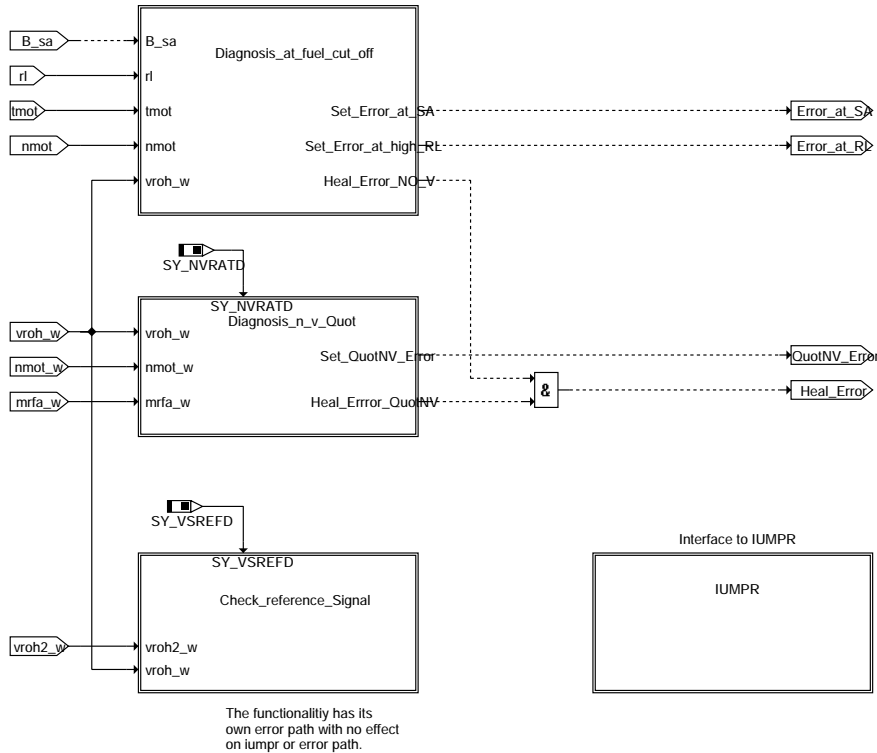 B_sa
B_sa
Diagnosis_at_fuel_cut_off
rl
rl
tmot
tmot
Set_Error_at_SA
Error_at_SA
nmot
nmot
Set_Error_at_high_RL
Error_at_RL
vroh_w
Heal_Error_NO_V
SY_NVRATD
SY_NVRATD
Diagnosis_n_v_Quot
vroh_w
vroh_w
Set_QuotNV_Error
QuotNV_Error
nmot_w
nmot_w
&
Heal_Error
mrfa_w
mrfa_w
Heal_Errror_QuotNV
SY_VSREFD
Interface to IUMPR
SY_VSREFD
IUMPR
Check_reference_Signal
vroh2_w
vroh2_w
vroh_w
The functionalitiy has its
own error path with no effect
on iumpr or error path.